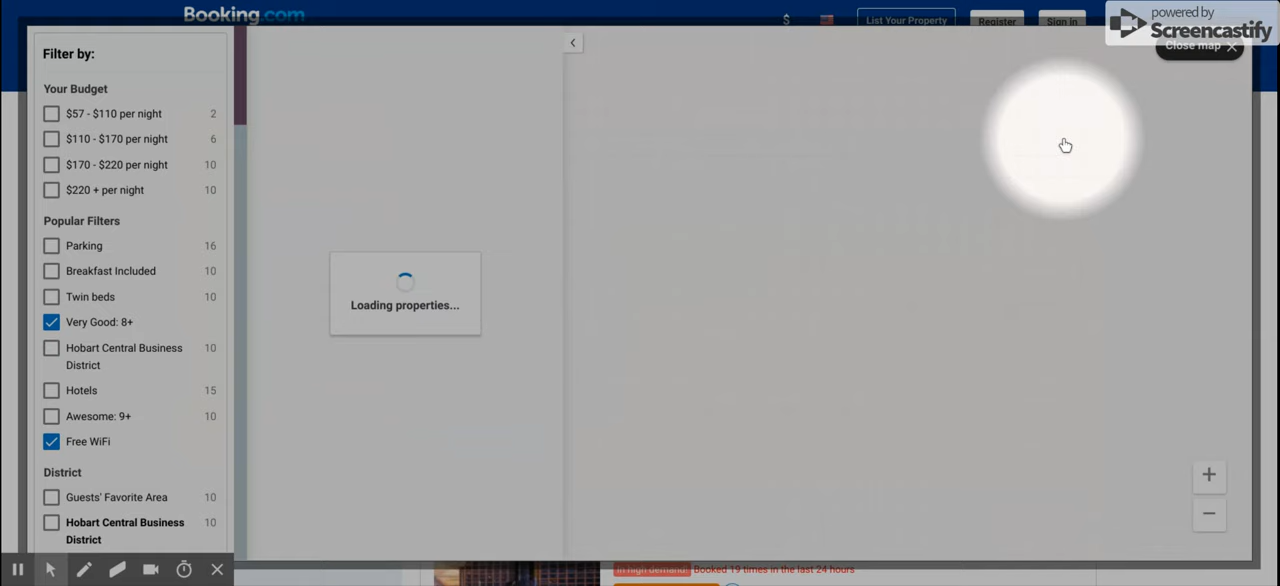 Booking.com
$
List Your Property
Register
Sign in
powered by
Screencastify
Close map ×
Filter by:
Your Budget
$57 - $110 per night 2
$110 - $170 per night 6
$170 - $220 per night 10
$220 + per night 10
Popular Filters
Parking 16
Breakfast Included 10
Twin beds 10
Very Good: 8+
Hobart Central Business 10
District
Hotels 15
Awesome: 9+ 10
Free WiFi
District
Guests' Favorite Area 10
Hobart Central Business 10
District
Loading properties...
+
−
In high demand! Booked 19 times in the last 24 hours